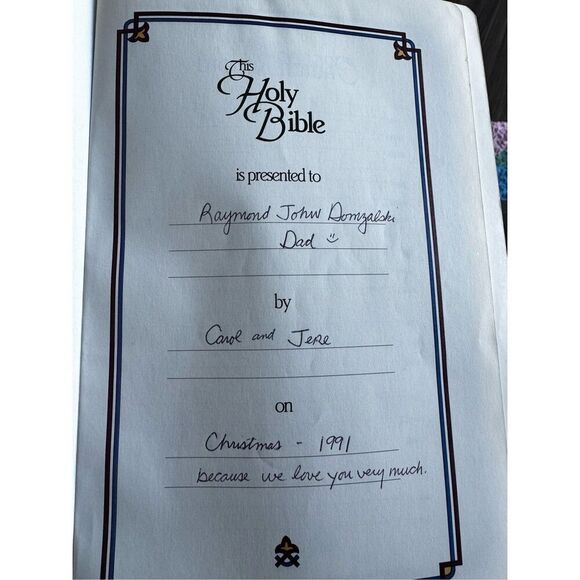 This
Holy
Bible
is presented to
Raymond John Domzalski
Dad
by
Carol and Jere
on
Christmas - 1991
because we love you very much.